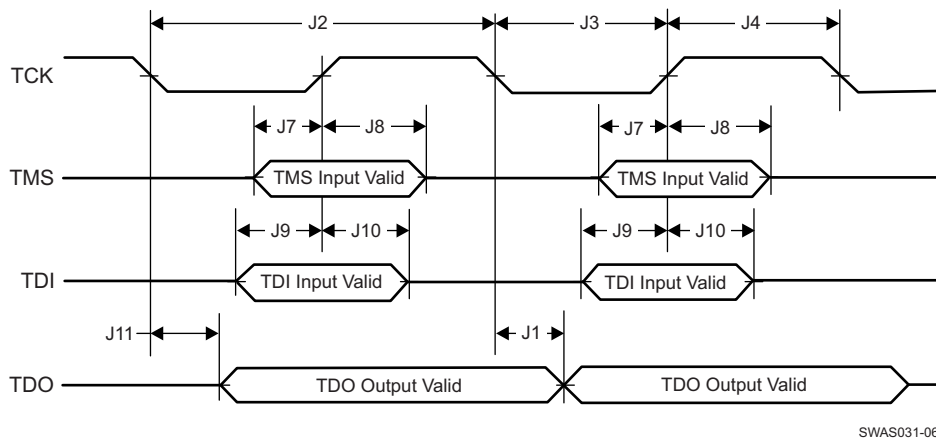 J2 J3 J4
TCK
J7 J8 J7 J8
TMS TMS Input Valid TMS Input Valid
J9 J10 J9 J10
TDI TDI Input Valid TDI Input Valid
J11 J1
TDO TDO Output Valid TDO Output Valid